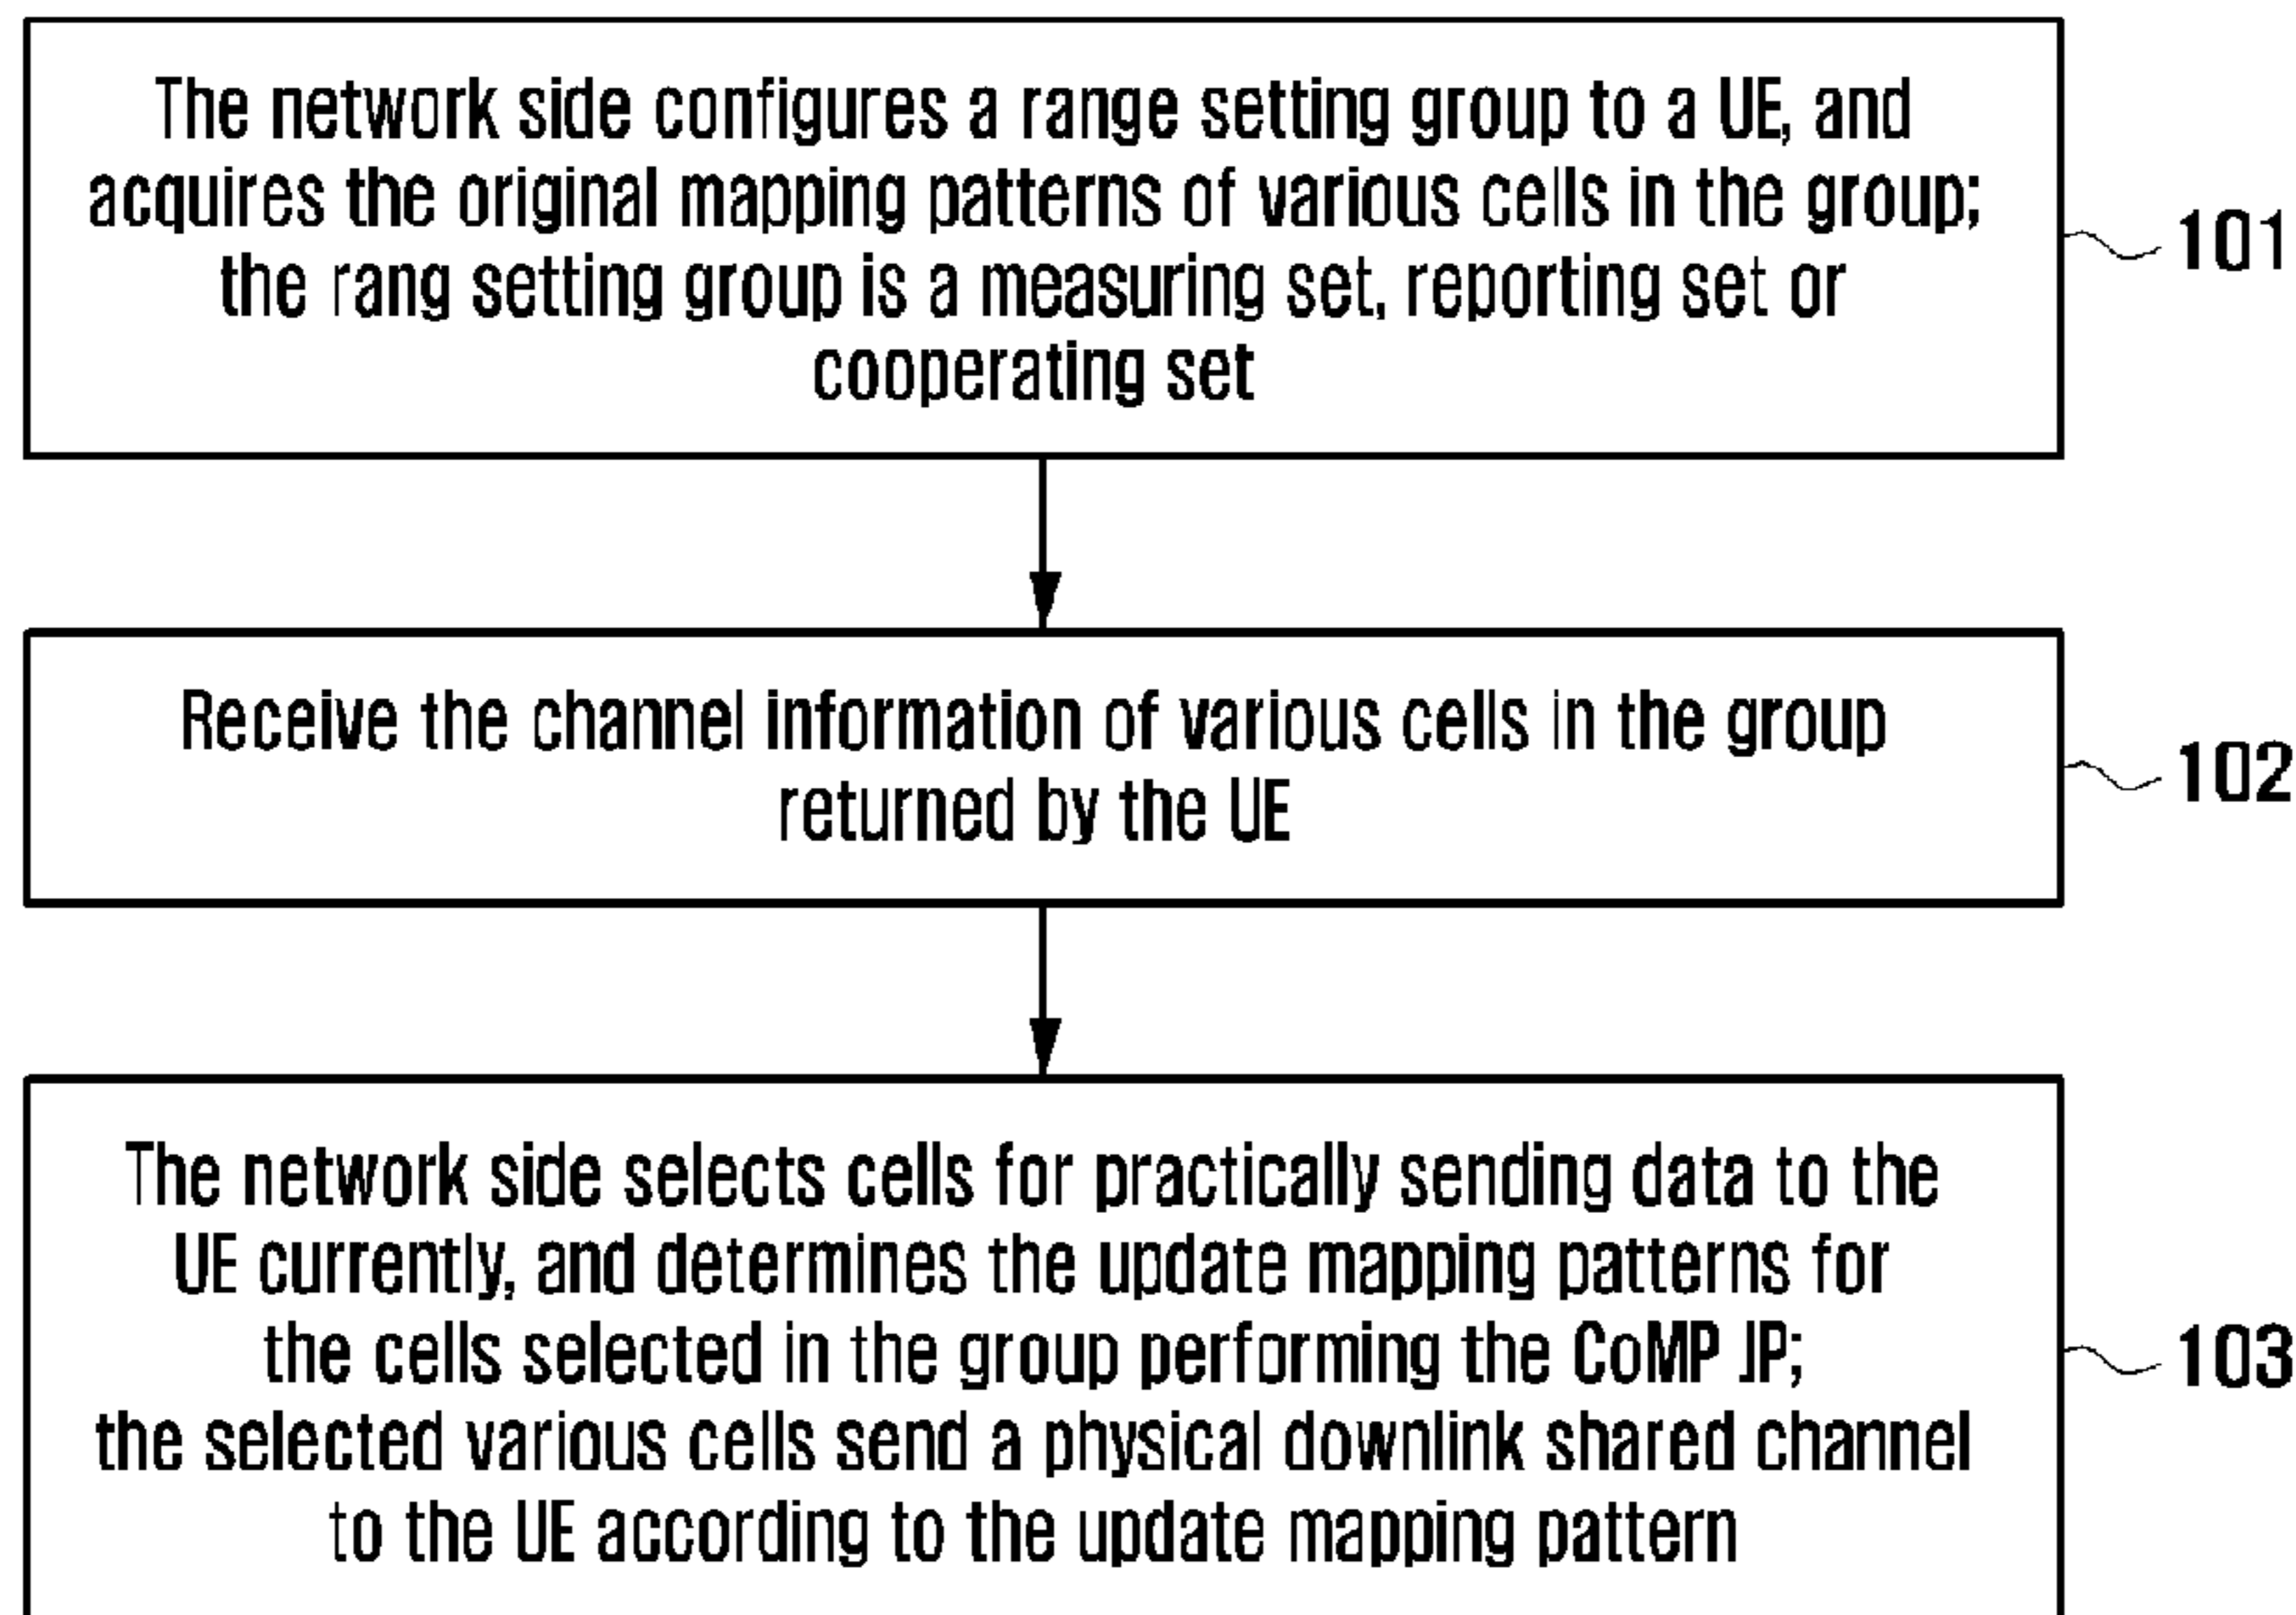 The network side configures a range setting group to a UE, and
acquires the original mapping patterns of various cells in the group;
the rang setting group is a measuring set, reporting set or
cooperating set
101
Receive the channel information of various cells in the group
returned by the UE
102
The network side selects cells for practically sending data to the
UE currently, and determines the update mapping patterns for
the cells selected in the group performing the CoMP JP;
the selected various cells send a physical downlink shared channel
to the UE according to the update mapping pattern
103